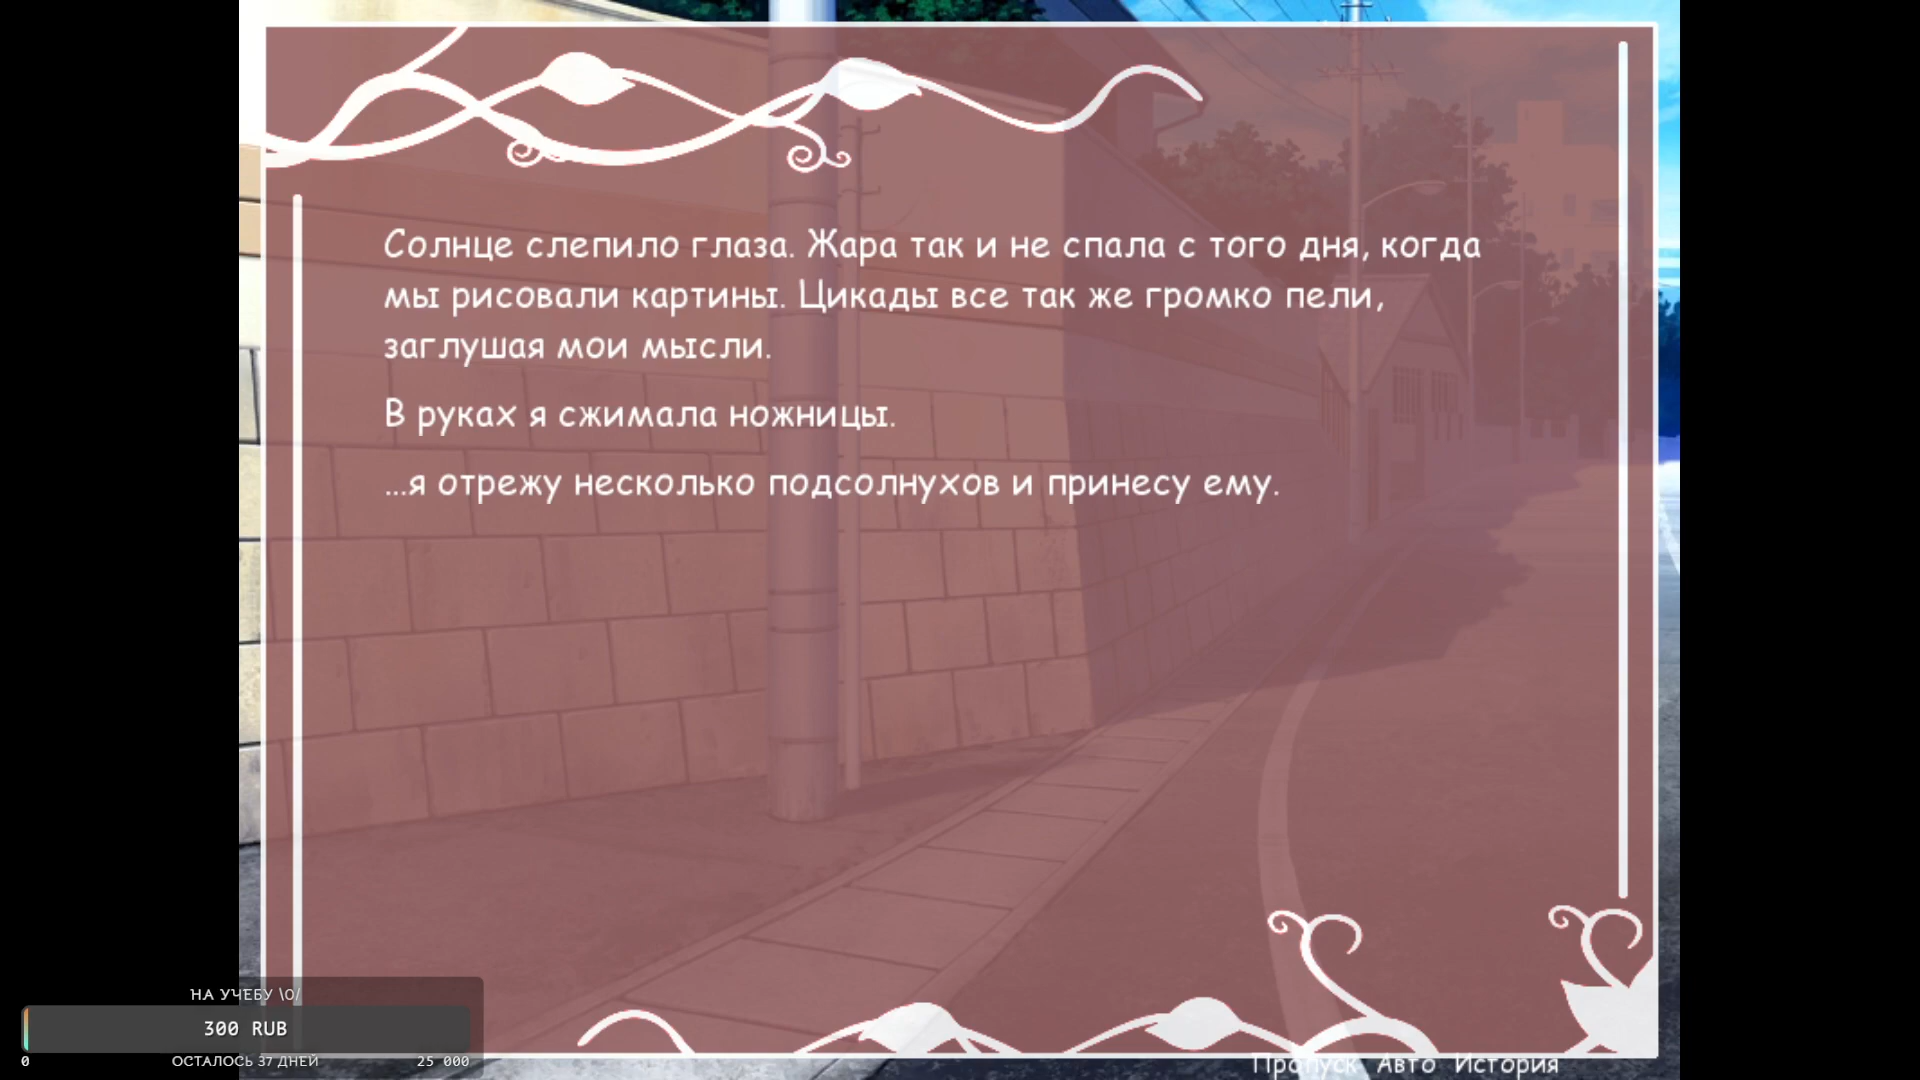 Солнце слепило глаза. Жара так и не спала с того дня, когда
мы рисовали картины. Цикады все так же громко пели,
заглушая мои мысли.
В руках я сжимала ножницы.
...я отрежу несколько подсолнухов и принесу ему.
НА УЧЕБУ \О/
300 RUB
0 ОСТАЛОСЬ 37 ДНЕЙ 25 000
Пропуск Авто История